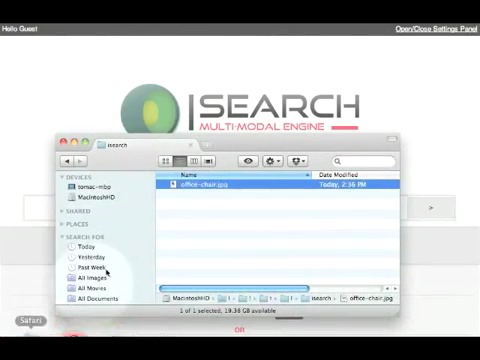 Hello Guest
Open/Close Settings Panel
ISEARCH
MULTI-MODAL ENGINE
isearch
DEVICES
tomac-mbp
MacintoshHD
SHARED
PLACES
SEARCH FOR
Today
Yesterday
Past Week
All Images
All Movies
All Documents
Name
Date Modified
office-chair.jpg
Today, 2:36 PM
MacintoshHD
isearch
office-chair.jpg
1 of 1 selected, 19.38 GB available
>
OR
Safari